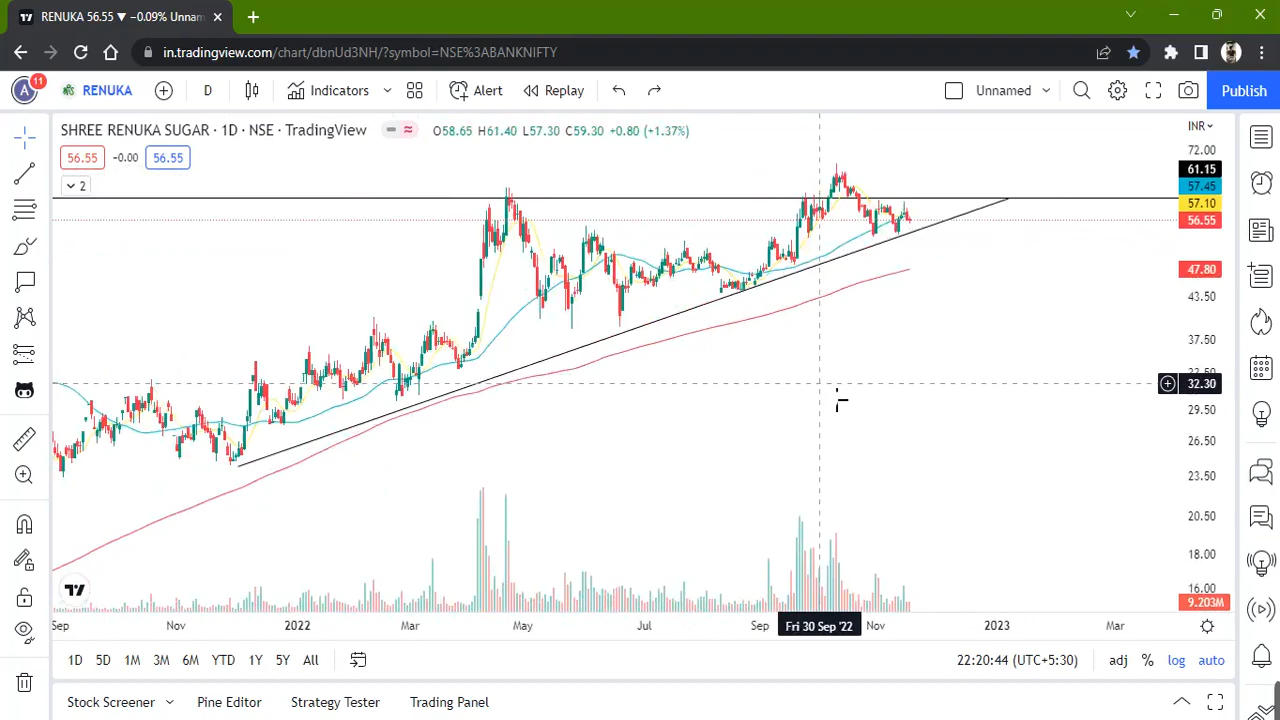 RENUKA 56.55 ▼ −0.09% Unnam
in.tradingview.com/chart/dbnUd3NH/?symbol=NSE%3ABANKNIFTY
A 11 RENUKA D Indicators Alert Replay Unnamed Publish
SHREE RENUKA SUGAR · 1D · NSE · TradingView O58.65 H61.40 L57.30 C59.30 +0.80 (+1.37%) INR
56.55 -0.00 56.55
2
72.00
61.15
57.45
57.10
56.55
47.80
43.50
37.50
32.30
29.50
26.50
23.50
20.50
18.00
16.00
9.203M
Sep Nov 2022 Mar May Jul Sep Fri 30 Sep '22 Nov 2023 Mar
1D 5D 1M 3M 6M YTD 1Y 5Y All 22:20:44 (UTC+5:30) adj % log auto
Stock Screener Pine Editor Strategy Tester Trading Panel